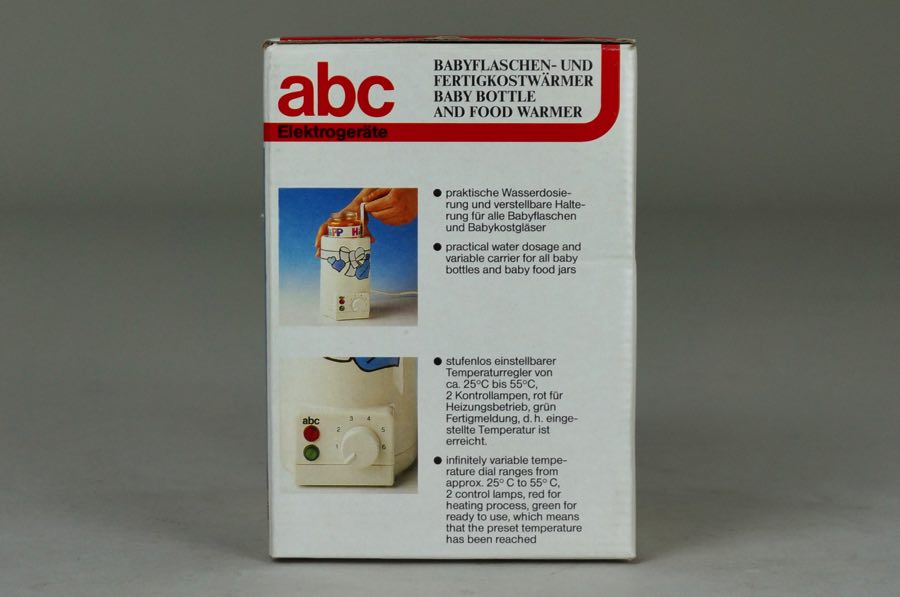 abc
Elektrogeräte
BABYFLASCHEN- UND
FERTIGKOSTWÄRMER
BABY BOTTLE
AND FOOD WARMER
praktische Wasserdosie-
rung und verstellbare Halte-
rung für alle Babyflaschen
und Babykostgläser
practical water dosage and
variable carrier for all baby
bottles and baby food jars
stufenlos einstellbarer
Temperaturregler von
ca. 25°C bis 55°C,
2 Kontrollampen, rot für
Heizungsbetrieb, grün
Fertigmeldung, d. h. einge-
stellte Temperatur ist
erreicht.
abc
1 2 3 4 5 6
infinitely variable tempe-
rature dial ranges from
approx. 25° C to 55° C,
2 control lamps, red for
heating process, green for
ready to use, which means
that the preset temperature
has been reached